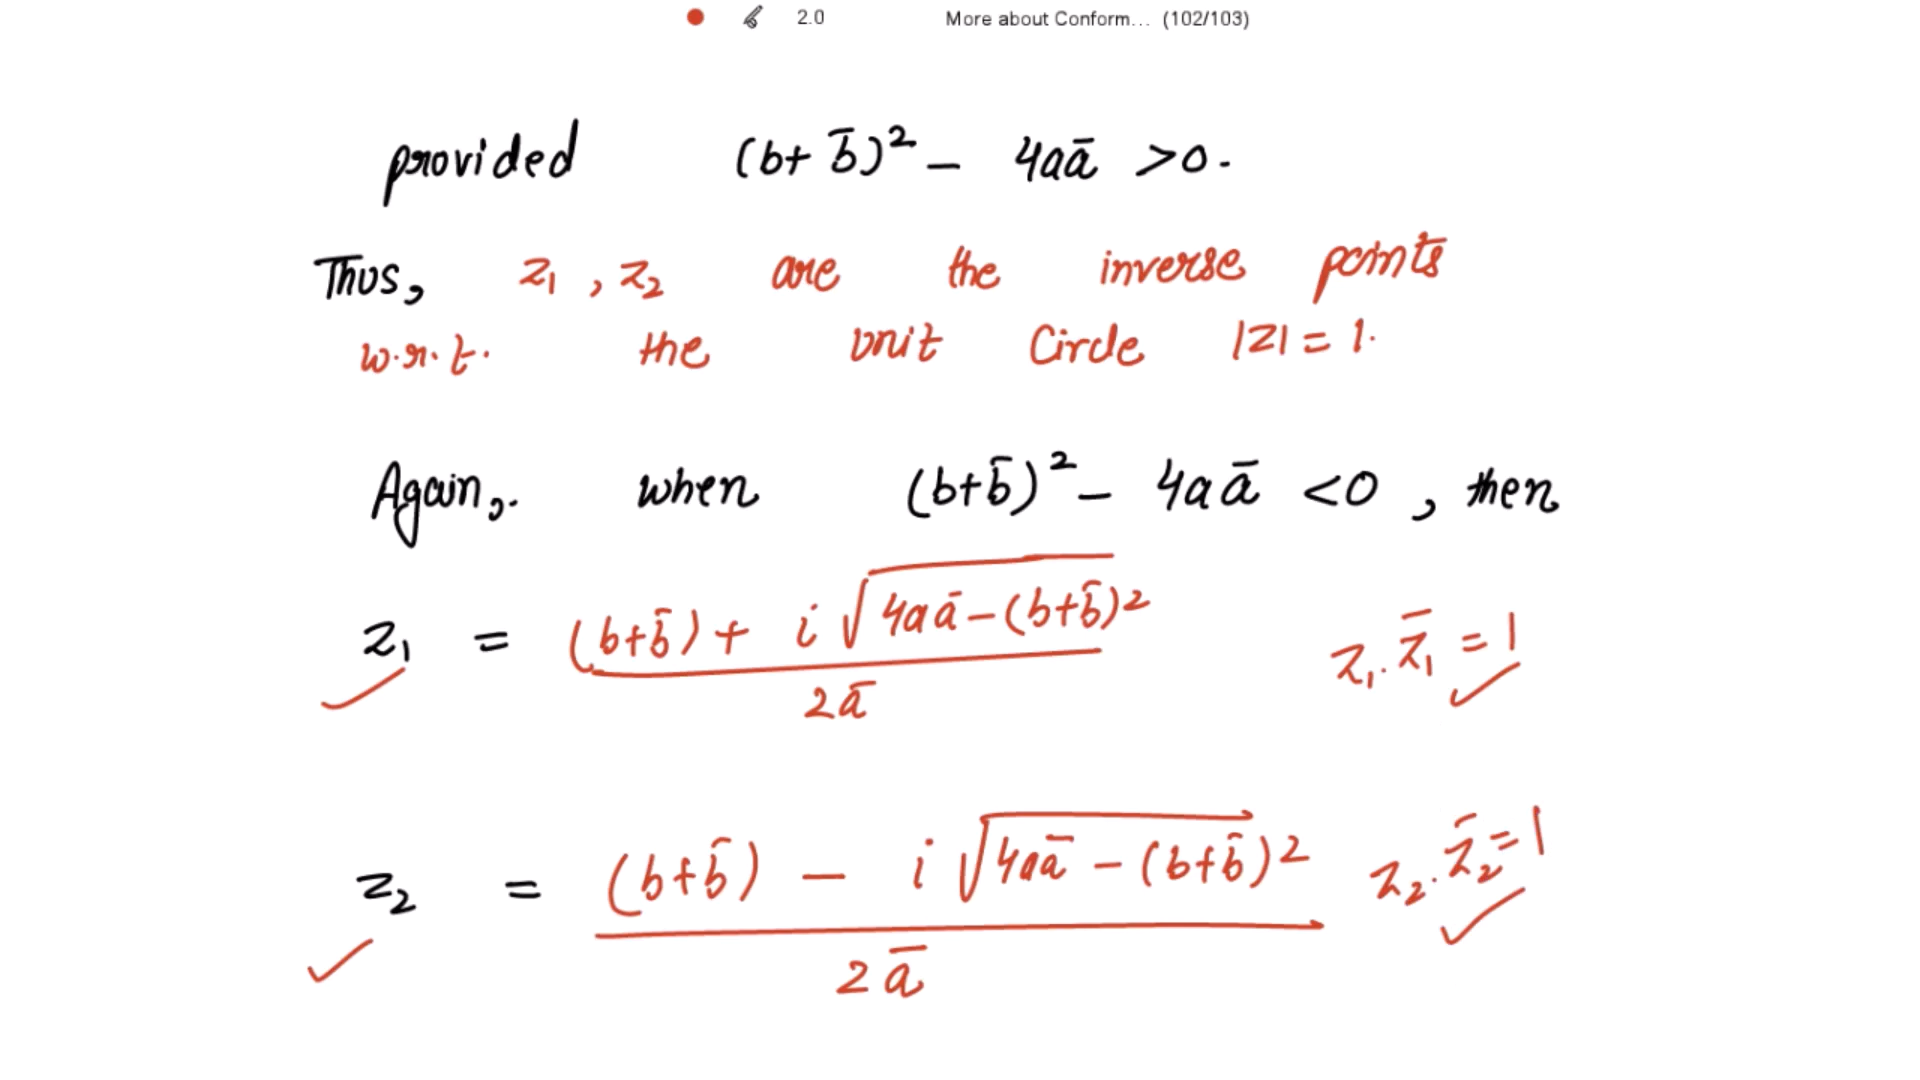 2.0 More about Conform... (102/103)
provided (b+b̄)² - 4aā >0.
Thus, z₁, z₂ are the inverse points
w.r.t. the unit Circle |z| = 1.
Again,. when (b+b̄)² - 4aā <0, then
z₁ = ((b+b̄) + i√(4aā-(b+b̄)²)) / 2ā z₁.z̄₁ = 1
z₂ = ((b+b̄) - i√(4aā-(b+b̄)²)) / 2ā z₂.z̄₂=1